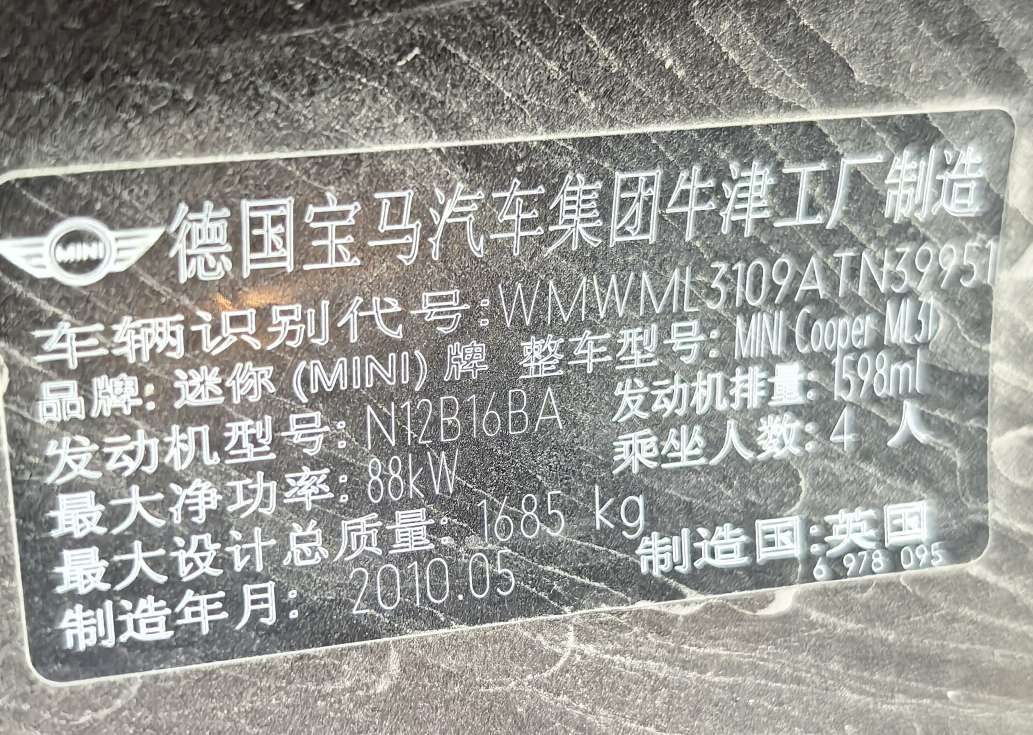 MINI 德国宝马汽车集团牛津工厂制造
车辆识别代号:WMWML3109ATN39951
品牌: 迷你 (MINI) 牌 整车型号: MINI Cooper ML31
发动机型号: N12B16BA 发动机排量: 1598ml
最大净功率: 88kW 乘坐人数: 4 人
最大设计总质量: 1685 kg
制造年月: 2010.05 制造国:英国
6 978 095